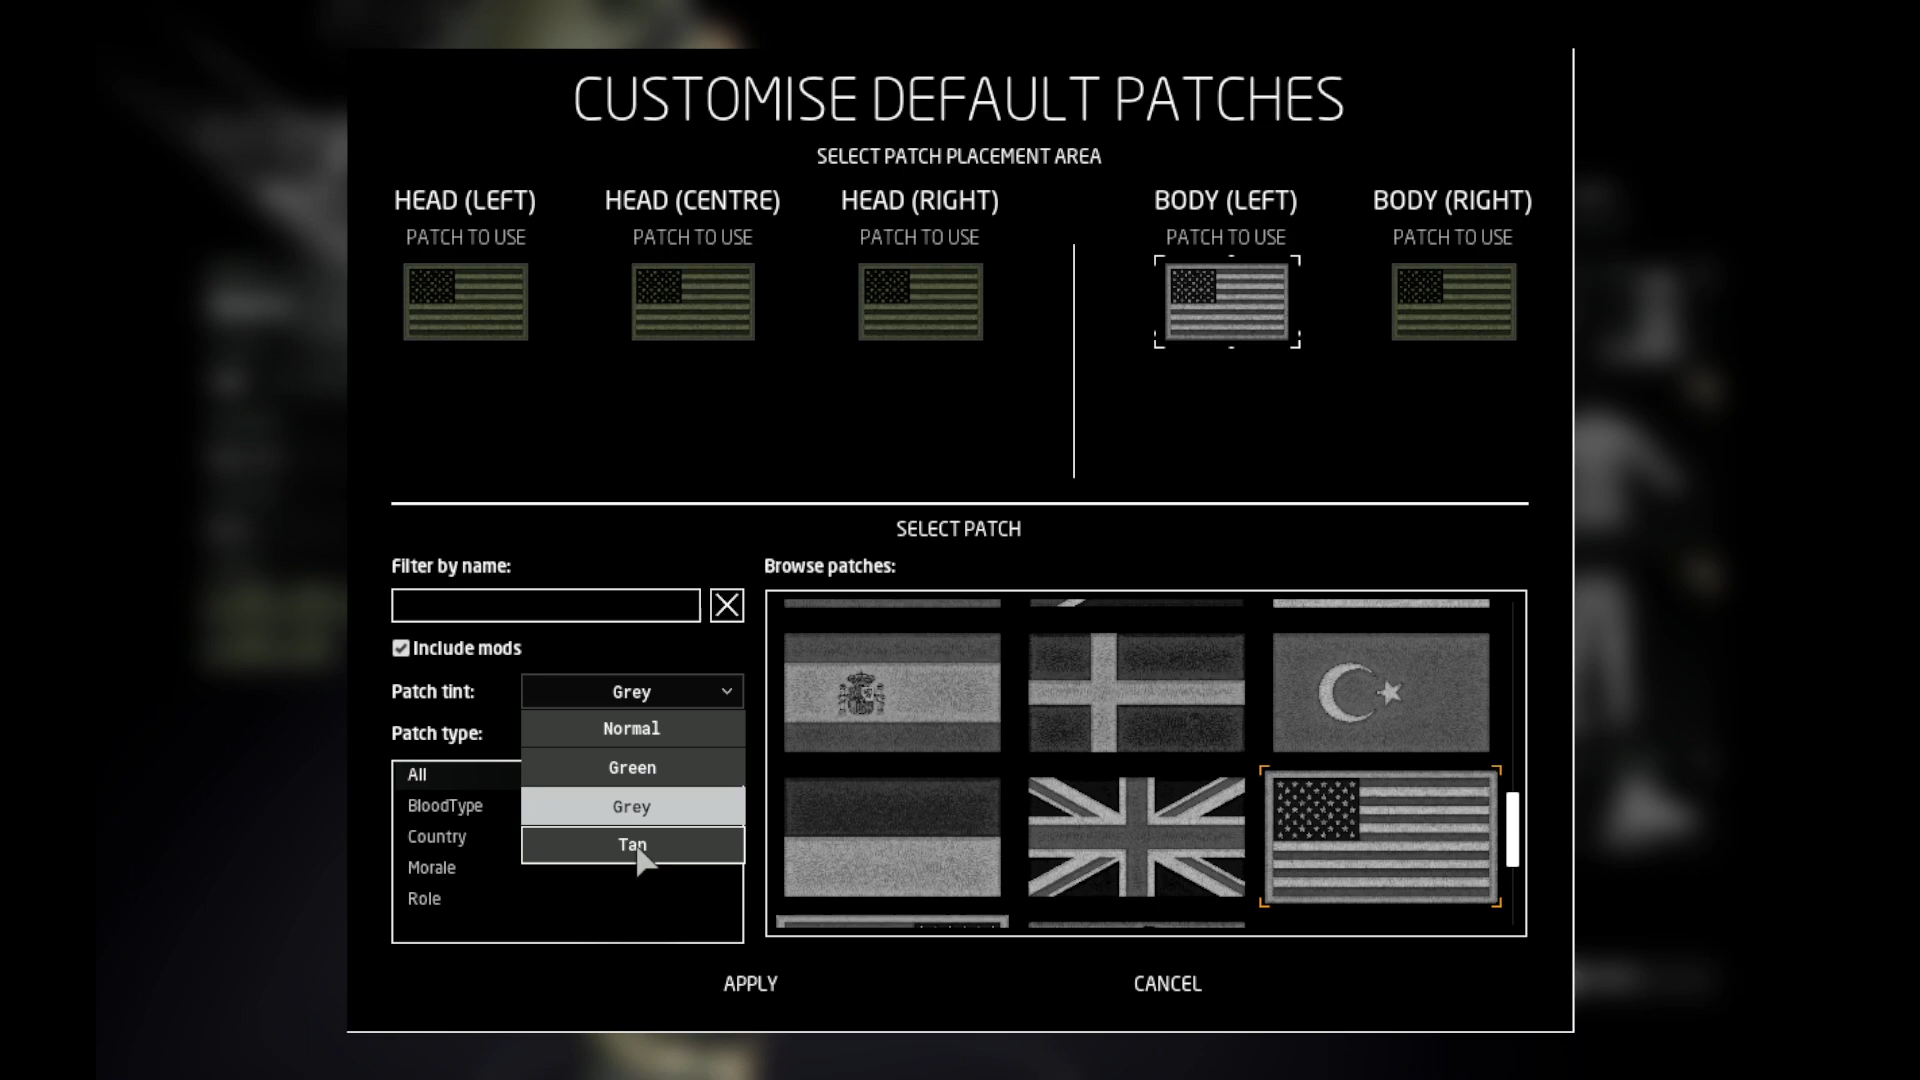 CUSTOMISE DEFAULT PATCHES
SELECT PATCH PLACEMENT AREA
HEAD (LEFT)
PATCH TO USE
HEAD (CENTRE)
PATCH TO USE
HEAD (RIGHT)
PATCH TO USE
BODY (LEFT)
PATCH TO USE
BODY (RIGHT)
PATCH TO USE
SELECT PATCH
Filter by name:
Include mods
Patch tint:
Grey
Normal
Green
Grey
Tan
Patch type:
All
BloodType
Country
Morale
Role
Browse patches:
APPLY
CANCEL